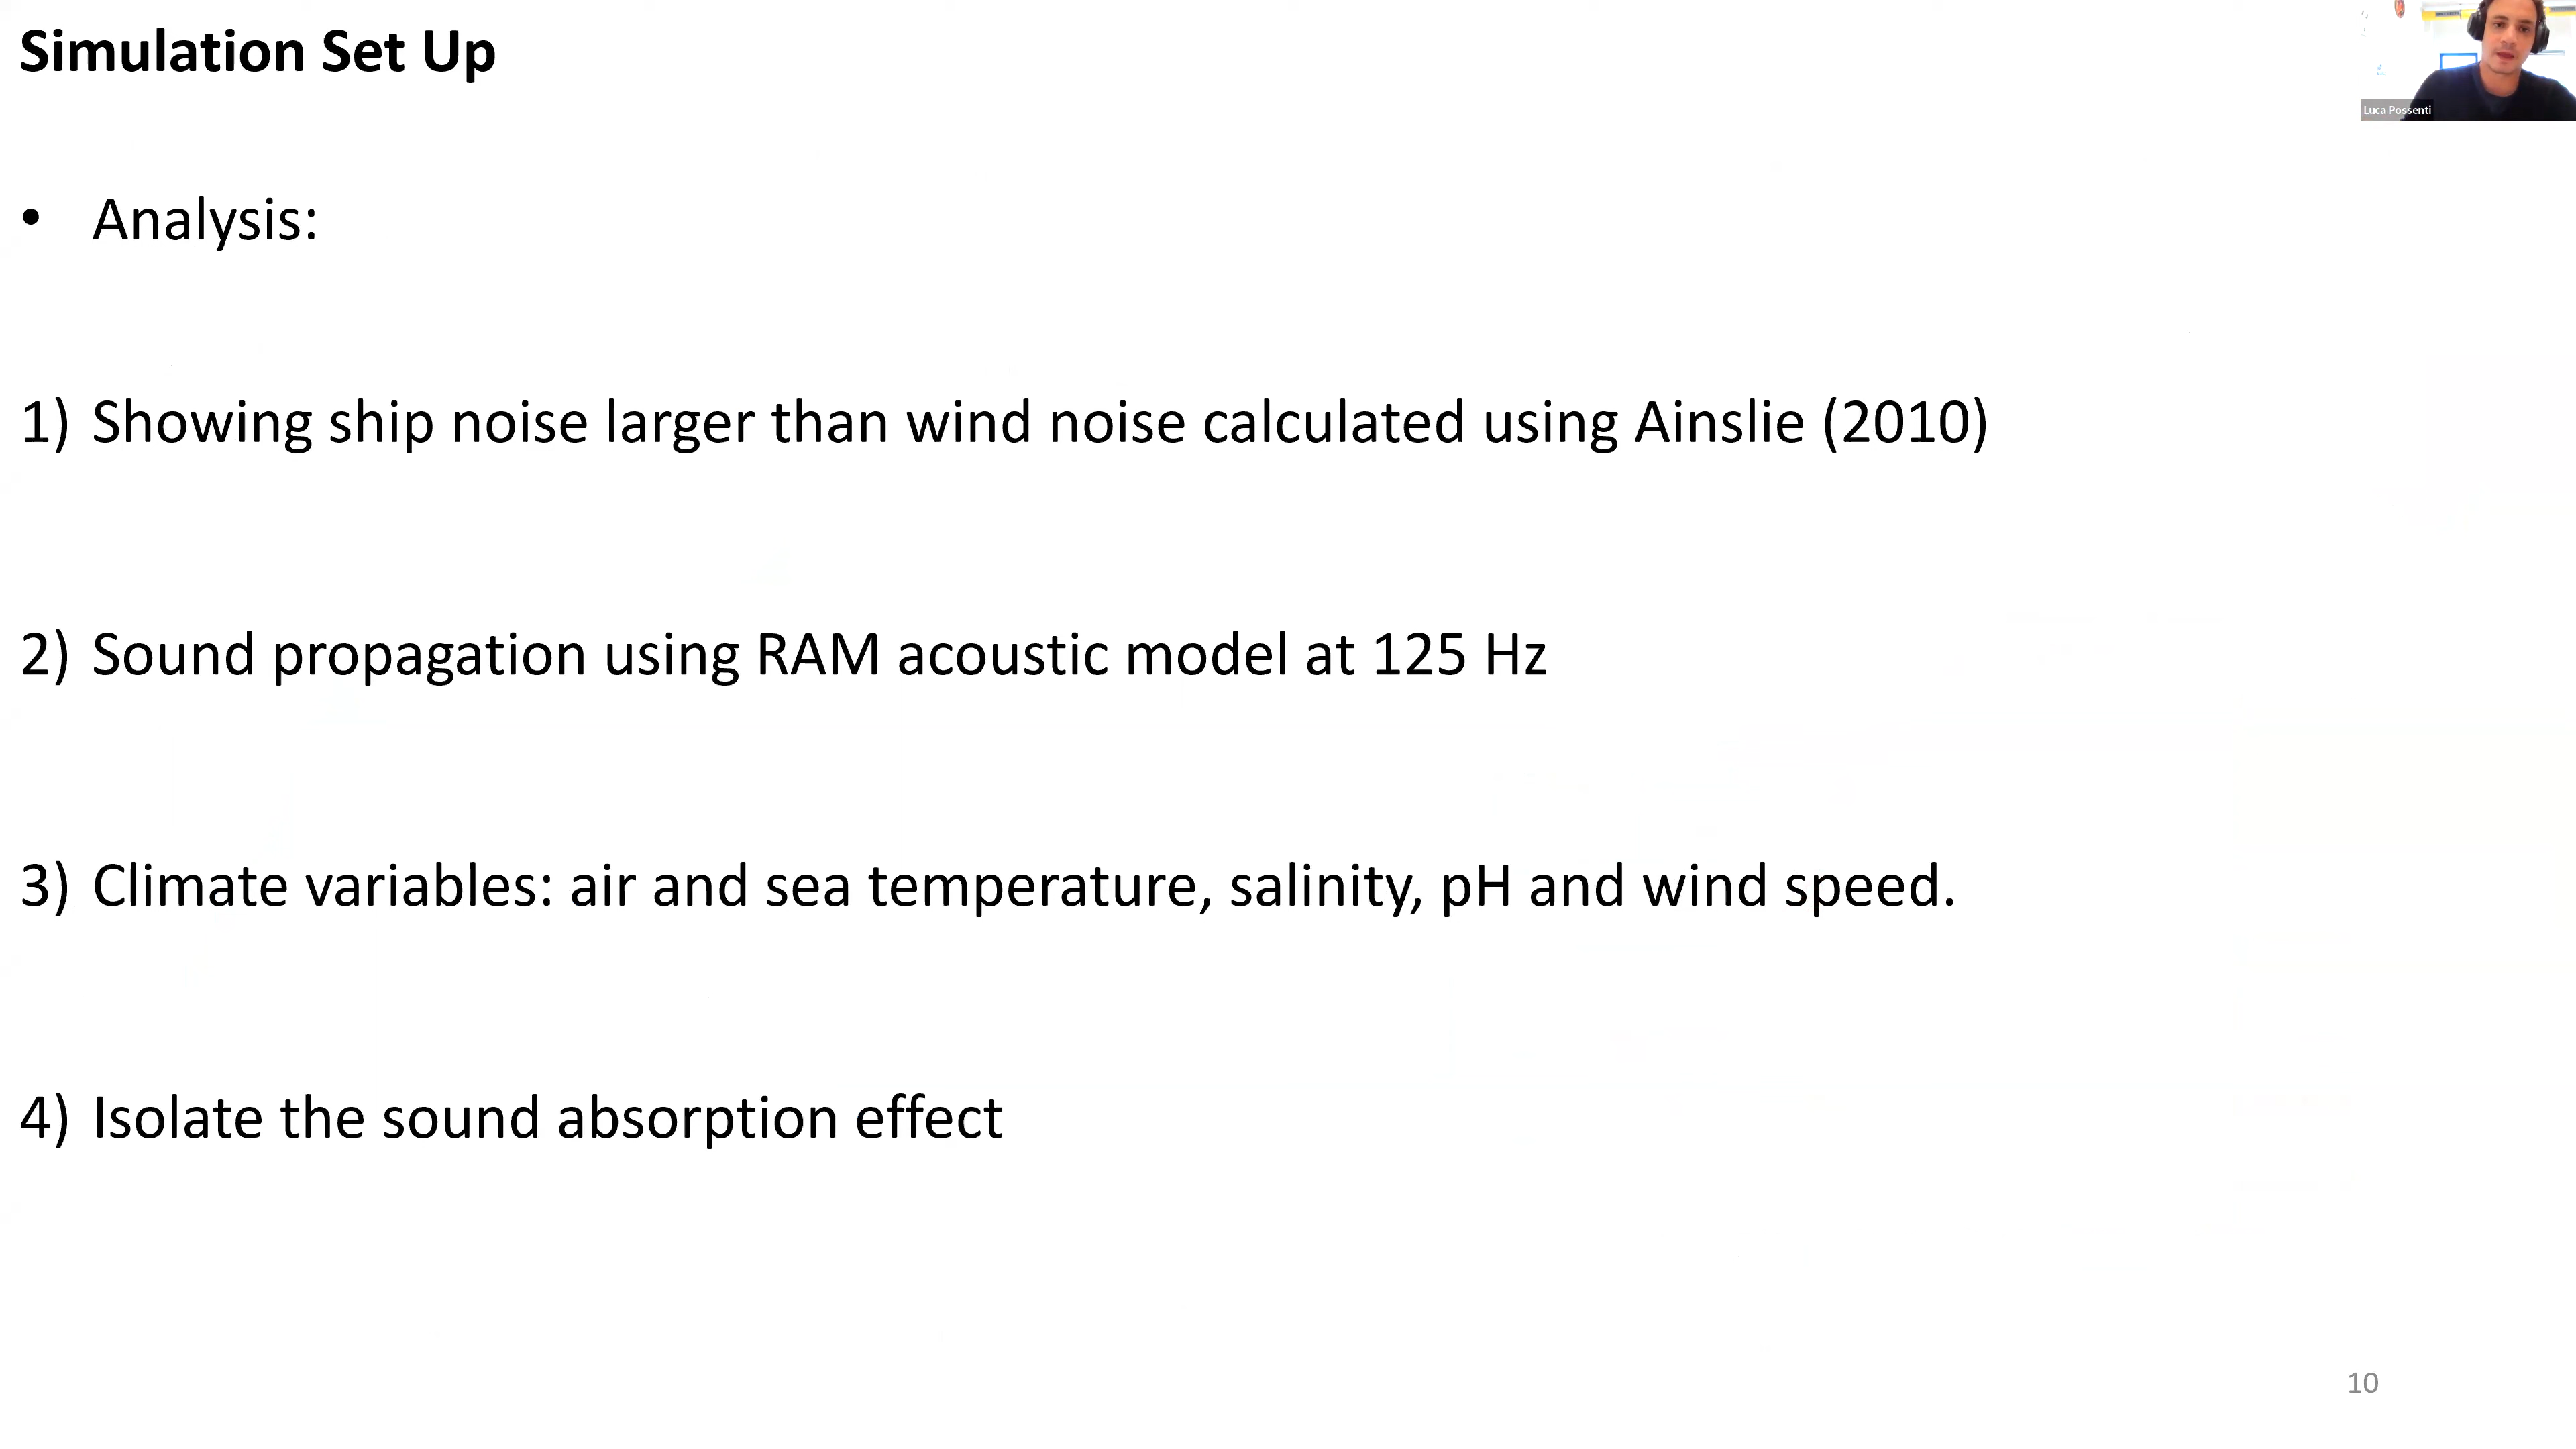 Simulation Set Up
Luca Possenti
• Analysis:
1) Showing ship noise larger than wind noise calculated using Ainslie (2010)
2) Sound propagation using RAM acoustic model at 125 Hz
3) Climate variables: air and sea temperature, salinity, pH and wind speed.
4) Isolate the sound absorption effect
10